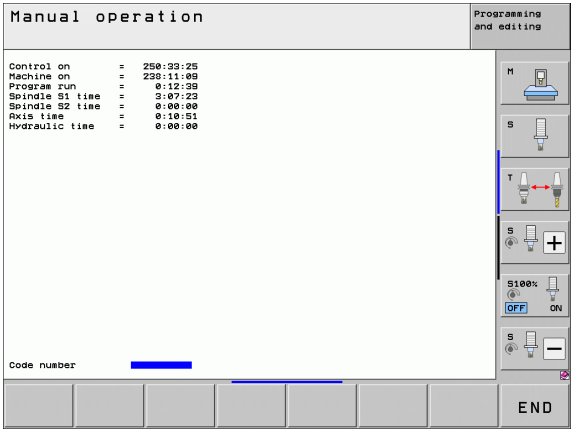 Manual operation
Programming
and editing
Control on = 250:33:25
Machine on = 238:11:09
Program run = 0:12:39
Spindle S1 time = 3:07:23
Spindle S2 time = 0:00:00
Axis time = 0:10:51
Hydraulic time = 0:00:00
M
S
T
S
+
S100%
OFF ON
S
−
Code number
END